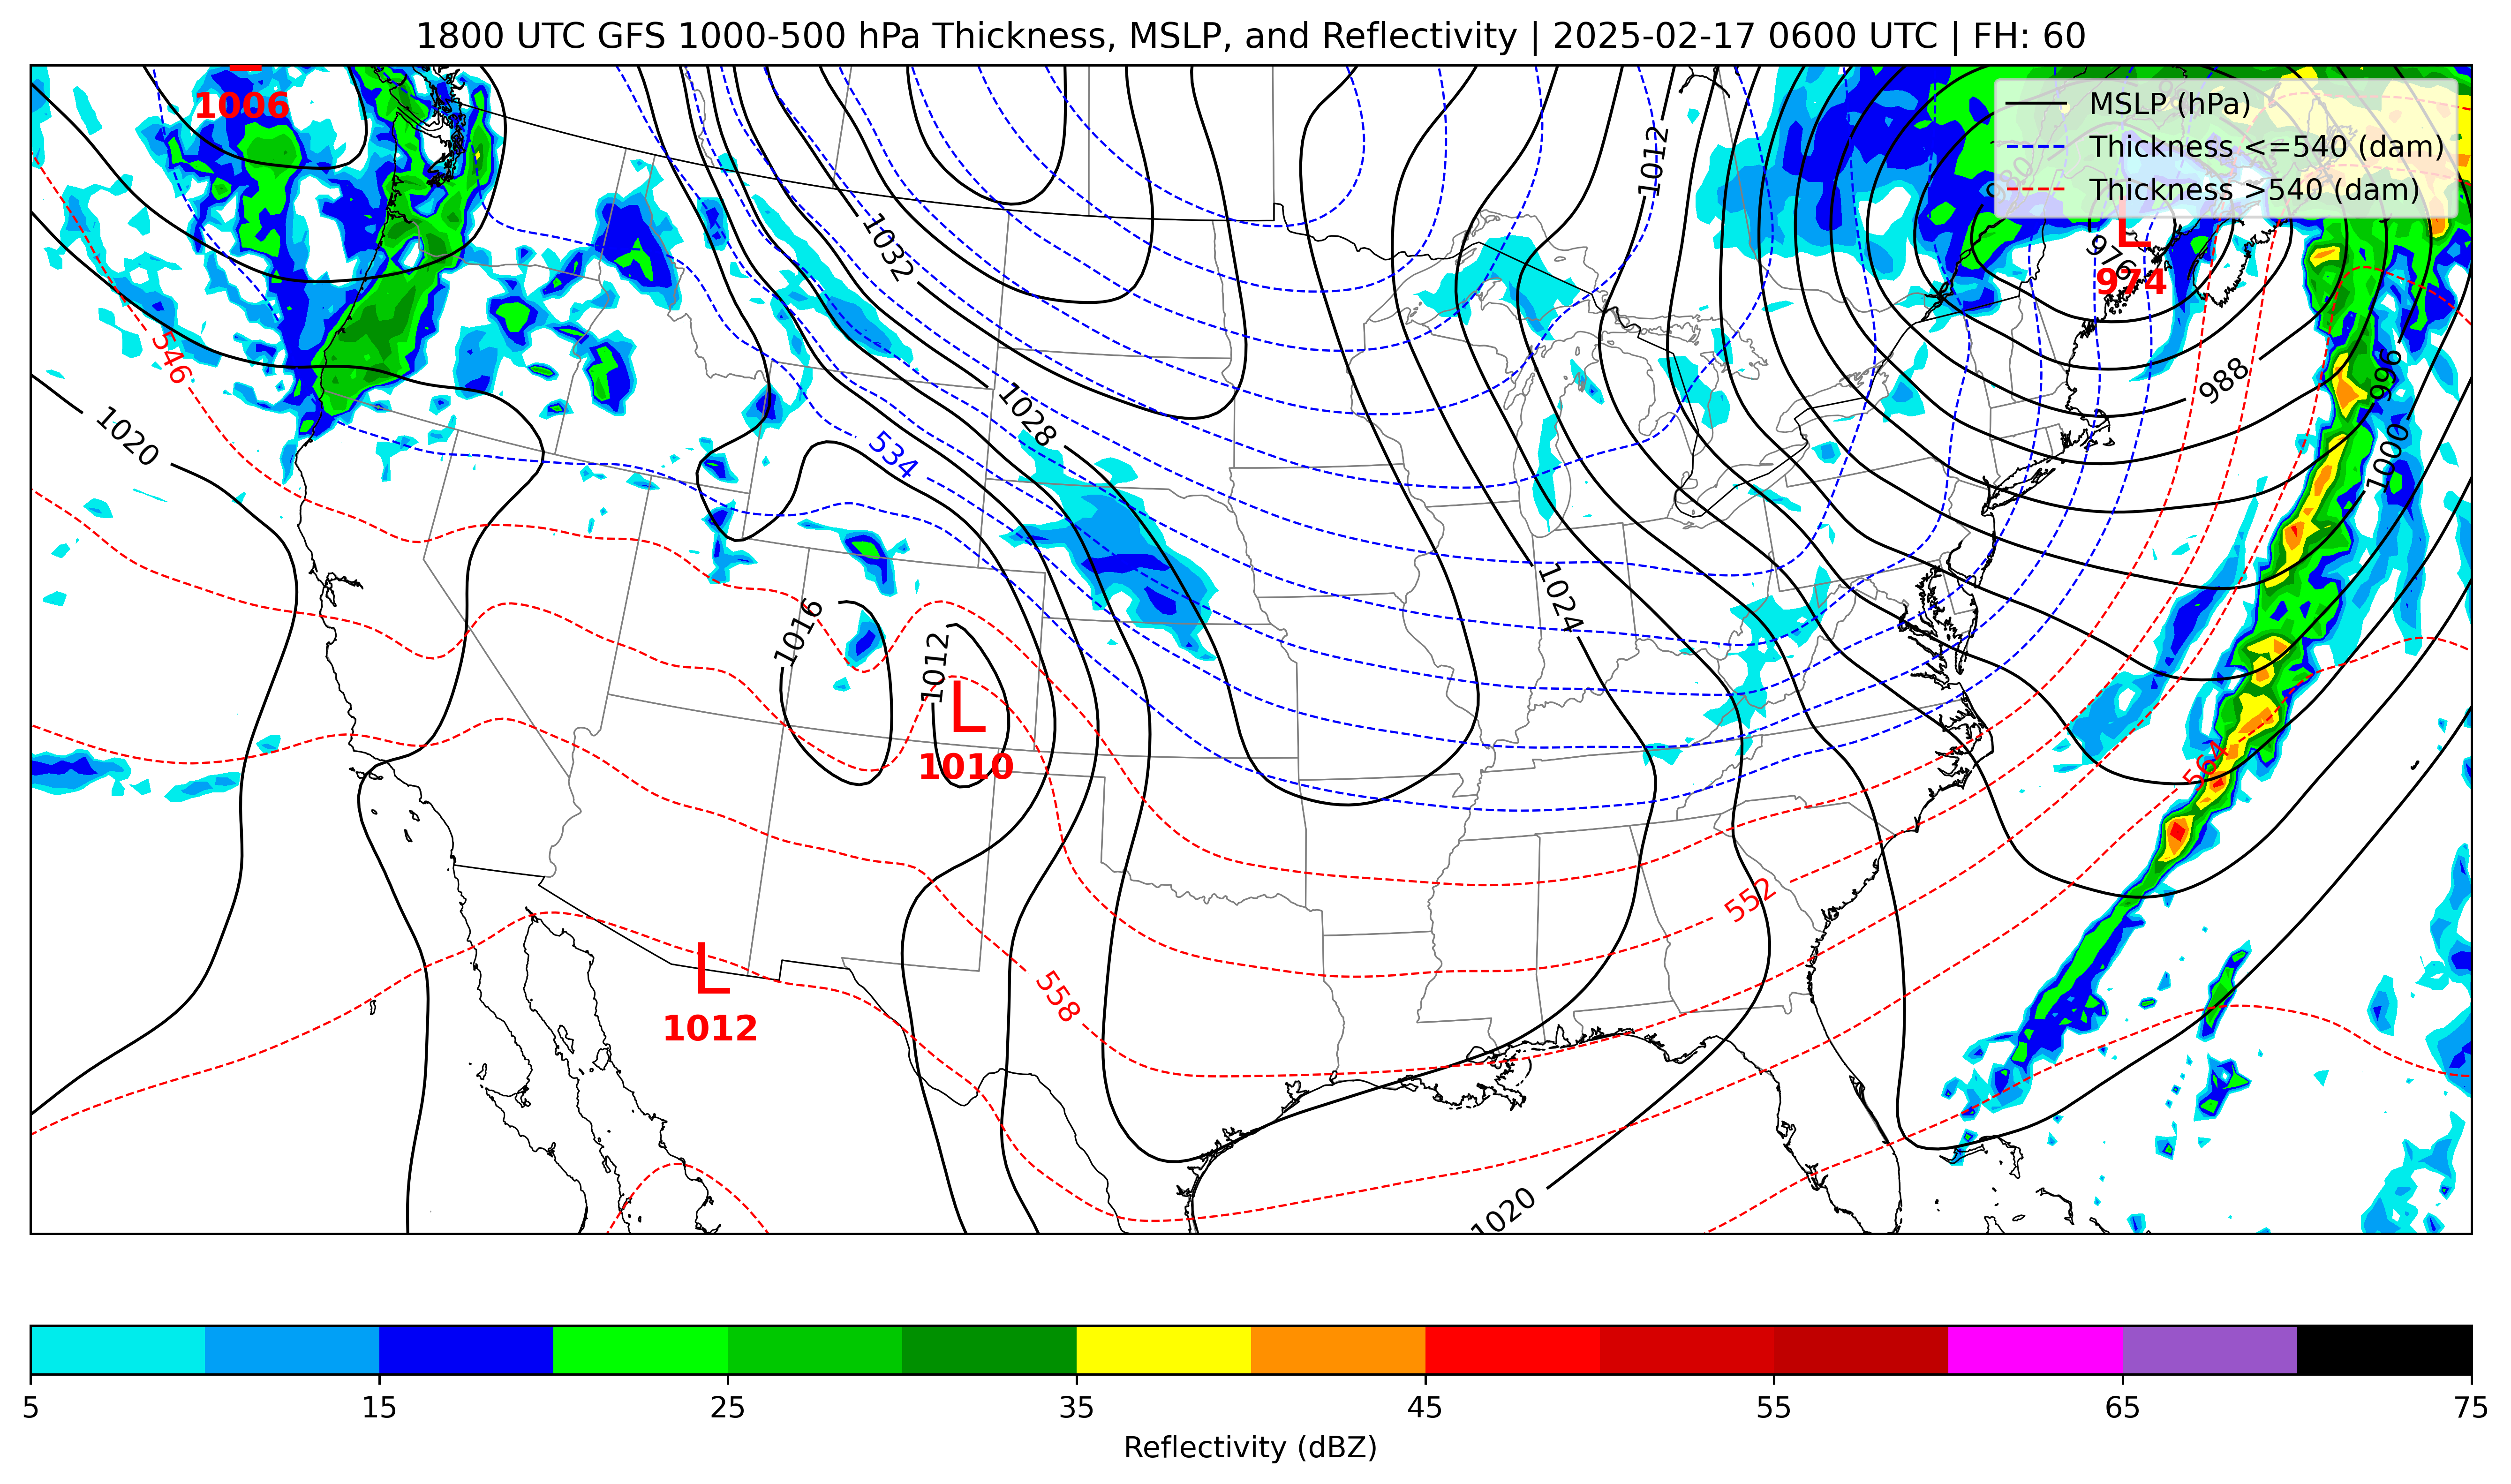 1800 UTC GFS 1000-500 hPa Thickness, MSLP, and Reflectivity | 2025-02-17 0600 UTC | FH: 60
MSLP (hPa)
Thickness <=540 (dam)
Thickness >540 (dam)
1006
1012
1032
L
976
974
546
988
996
1020
1028
534
1000
1016
1024
1012
L
1010
564
552
L
1012
558
1020
5 15 25 35 45 55 65 75
Reflectivity (dBZ)